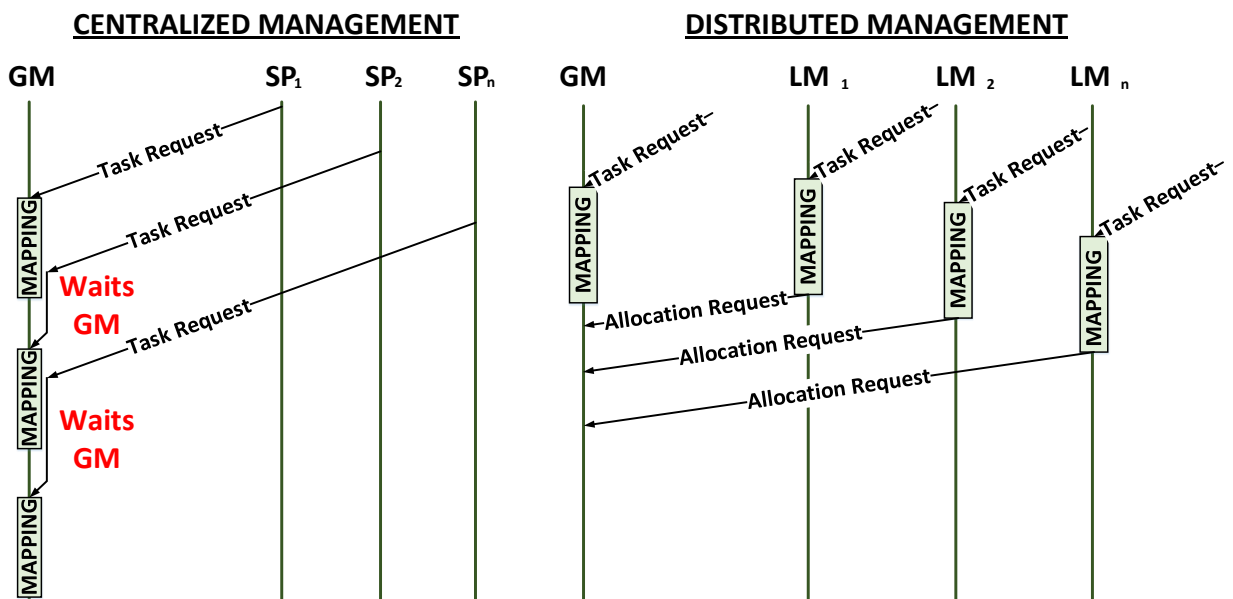 CENTRALIZED MANAGEMENT
GM
SP1
SP2
SPn
Task Request
Task Request
Task Request
MAPPING
Waits
GM
MAPPING
Waits
GM
MAPPING
DISTRIBUTED MANAGEMENT
GM
LM 1
LM 2
LM n
Task Request
Task Request
Task Request
Task Request
MAPPING
MAPPING
MAPPING
MAPPING
Allocation Request
Allocation Request
Allocation Request